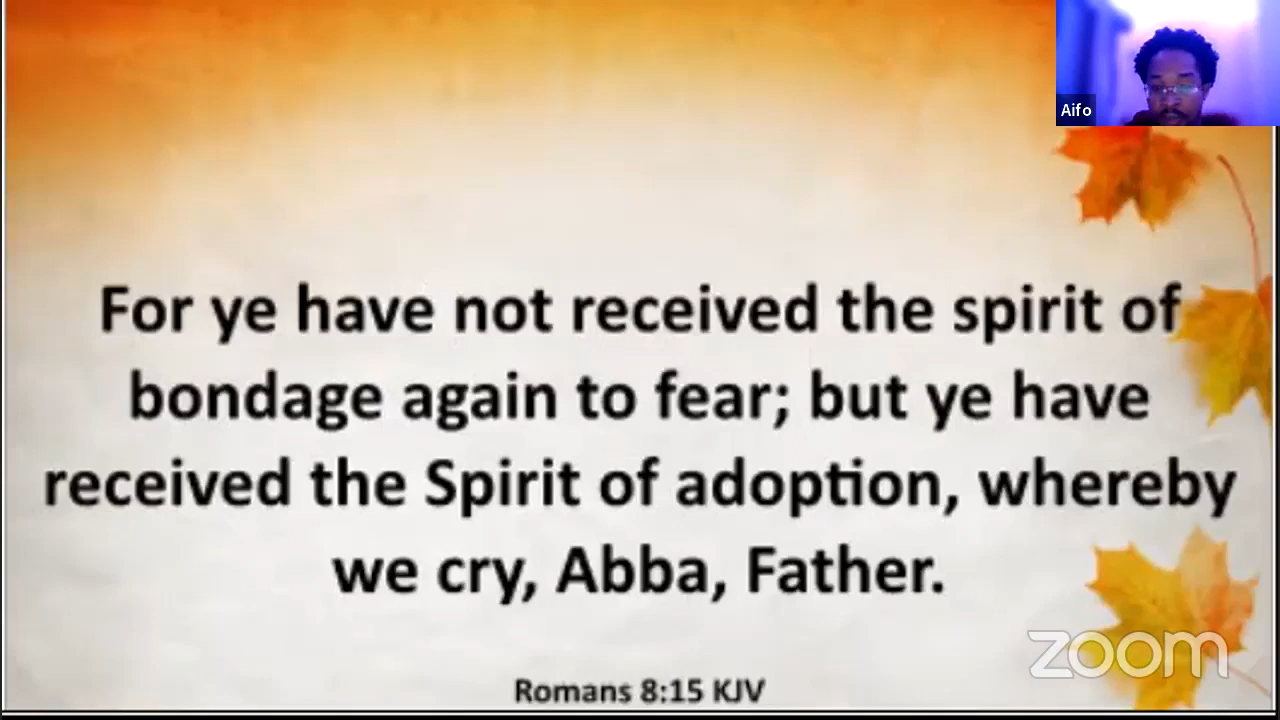 Aifo
For ye have not received the spirit of
bondage again to fear; but ye have
received the Spirit of adoption, whereby
we cry, Abba, Father.
zoom
Romans 8:15 KJV